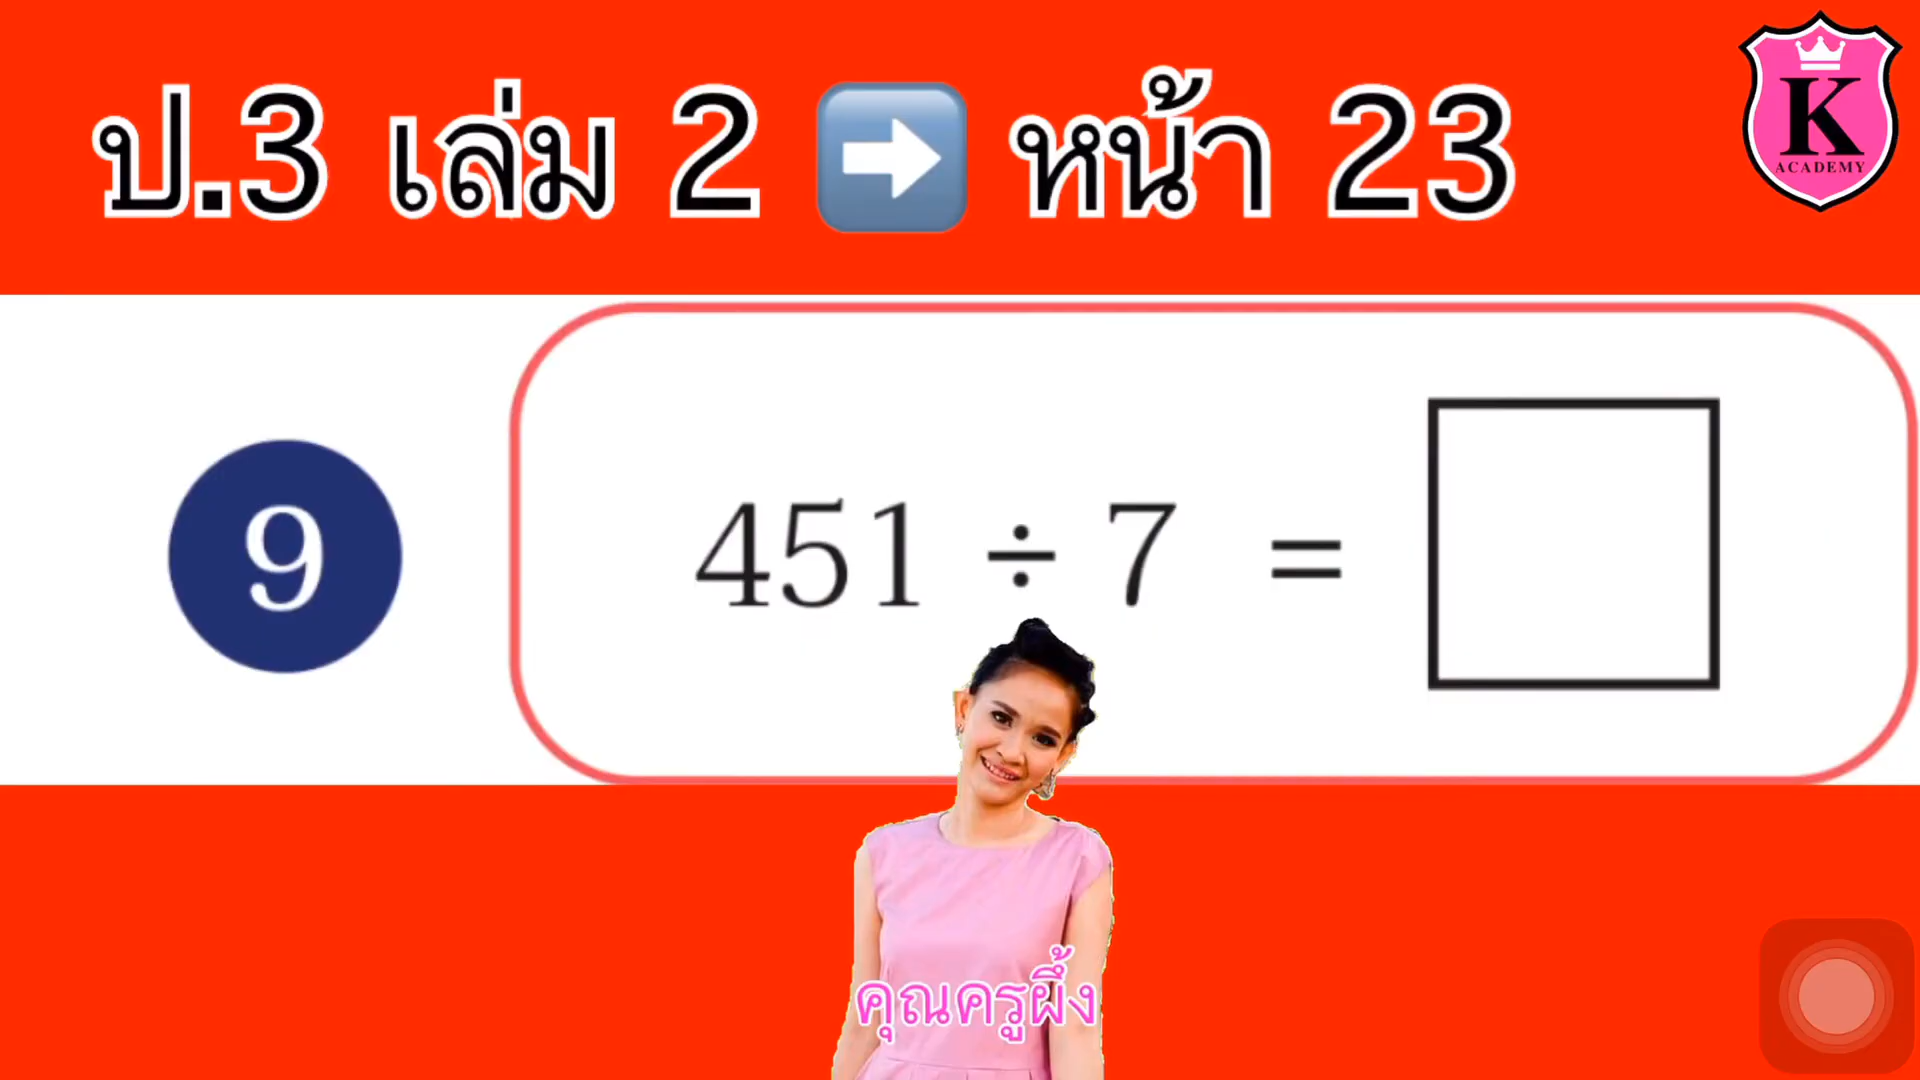 ป.3 เล่ม 2 ➡ หน้า 23
K
ACADEMY
9
451 ÷ 7 =
คุณครูผึ้ง